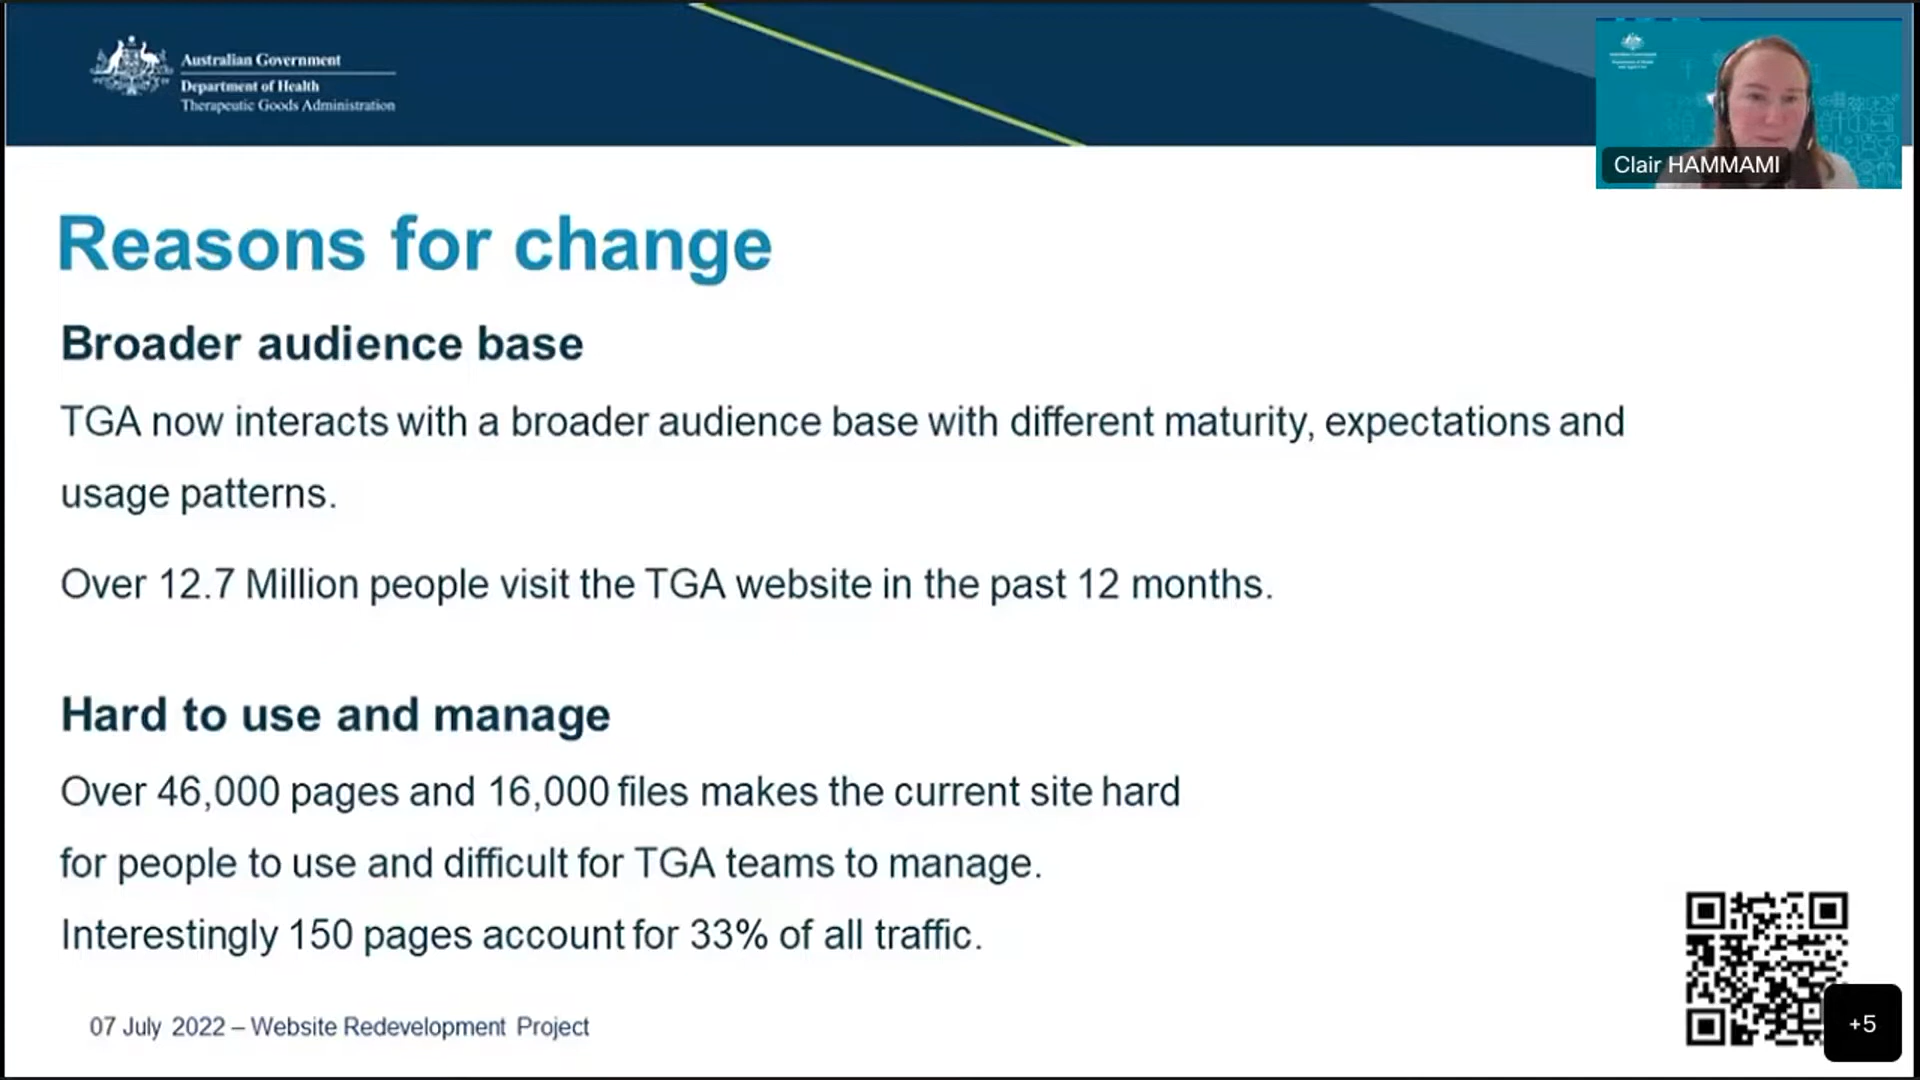 Australian Government
Department of Health
Therapeutic Goods Administration
Clair HAMMAMI
Reasons for change
Broader audience base
TGA now interacts with a broader audience base with different maturity, expectations and
usage patterns.
Over 12.7 Million people visit the TGA website in the past 12 months.
Hard to use and manage
Over 46,000 pages and 16,000 files makes the current site hard
for people to use and difficult for TGA teams to manage.
Interestingly 150 pages account for 33% of all traffic.
07 July 2022 – Website Redevelopment Project
+5